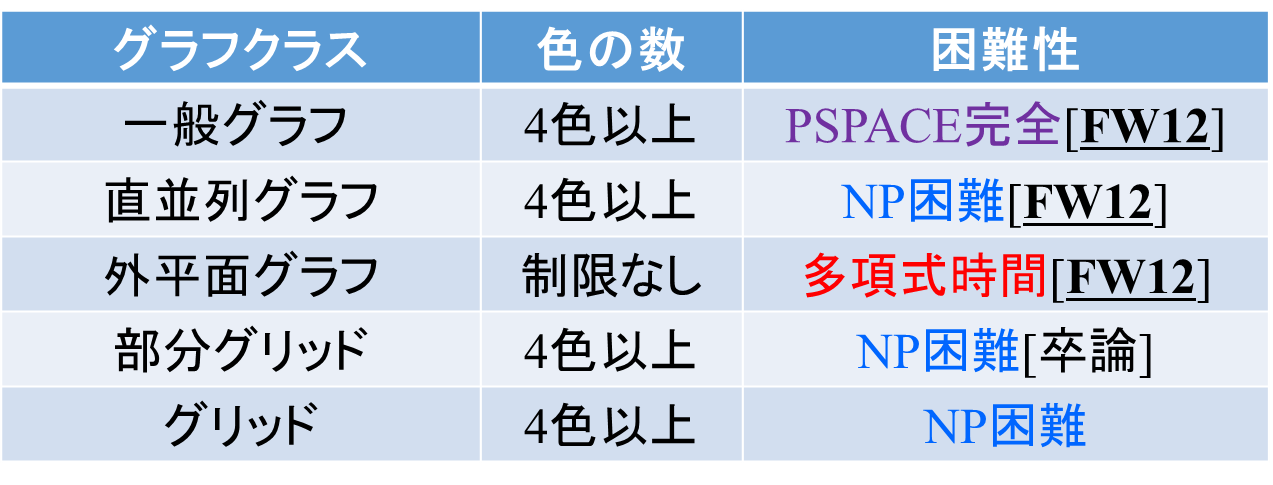 グラフクラス 色の数 困難性
一般グラフ 4色以上 PSPACE完全[FW12]
直並列グラフ 4色以上 NP困難[FW12]
外平面グラフ 制限なし 多項式時間[FW12]
部分グリッド 4色以上 NP困難[卒論]
グリッド 4色以上 NP困難